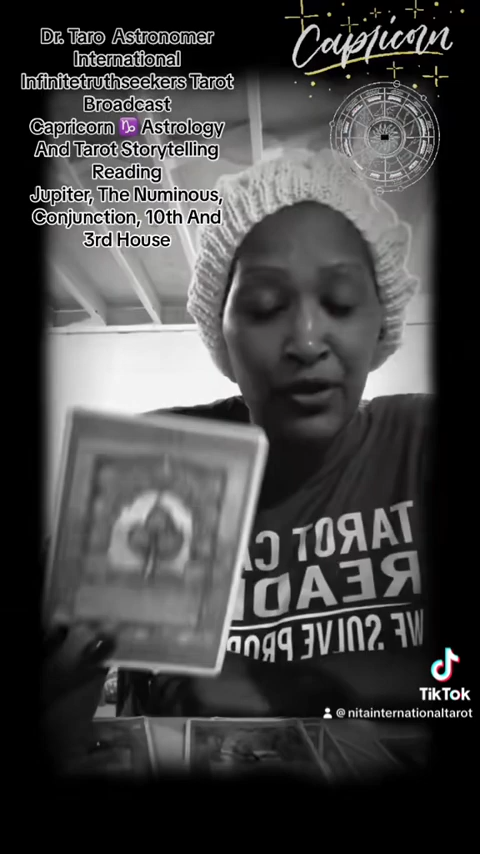 Dr. Taro Astronomer
International
Infinitetruthseekers Tarot
Broadcast
Capricorn ♑ Astrology
And Tarot Storytelling
Reading
Jupiter, The Numinous,
Conjunction, 10th And
3rd House
Capricorn
TAROT CA
READI
WE SOLVE PROB
TikTok
@nitainternationaltarot